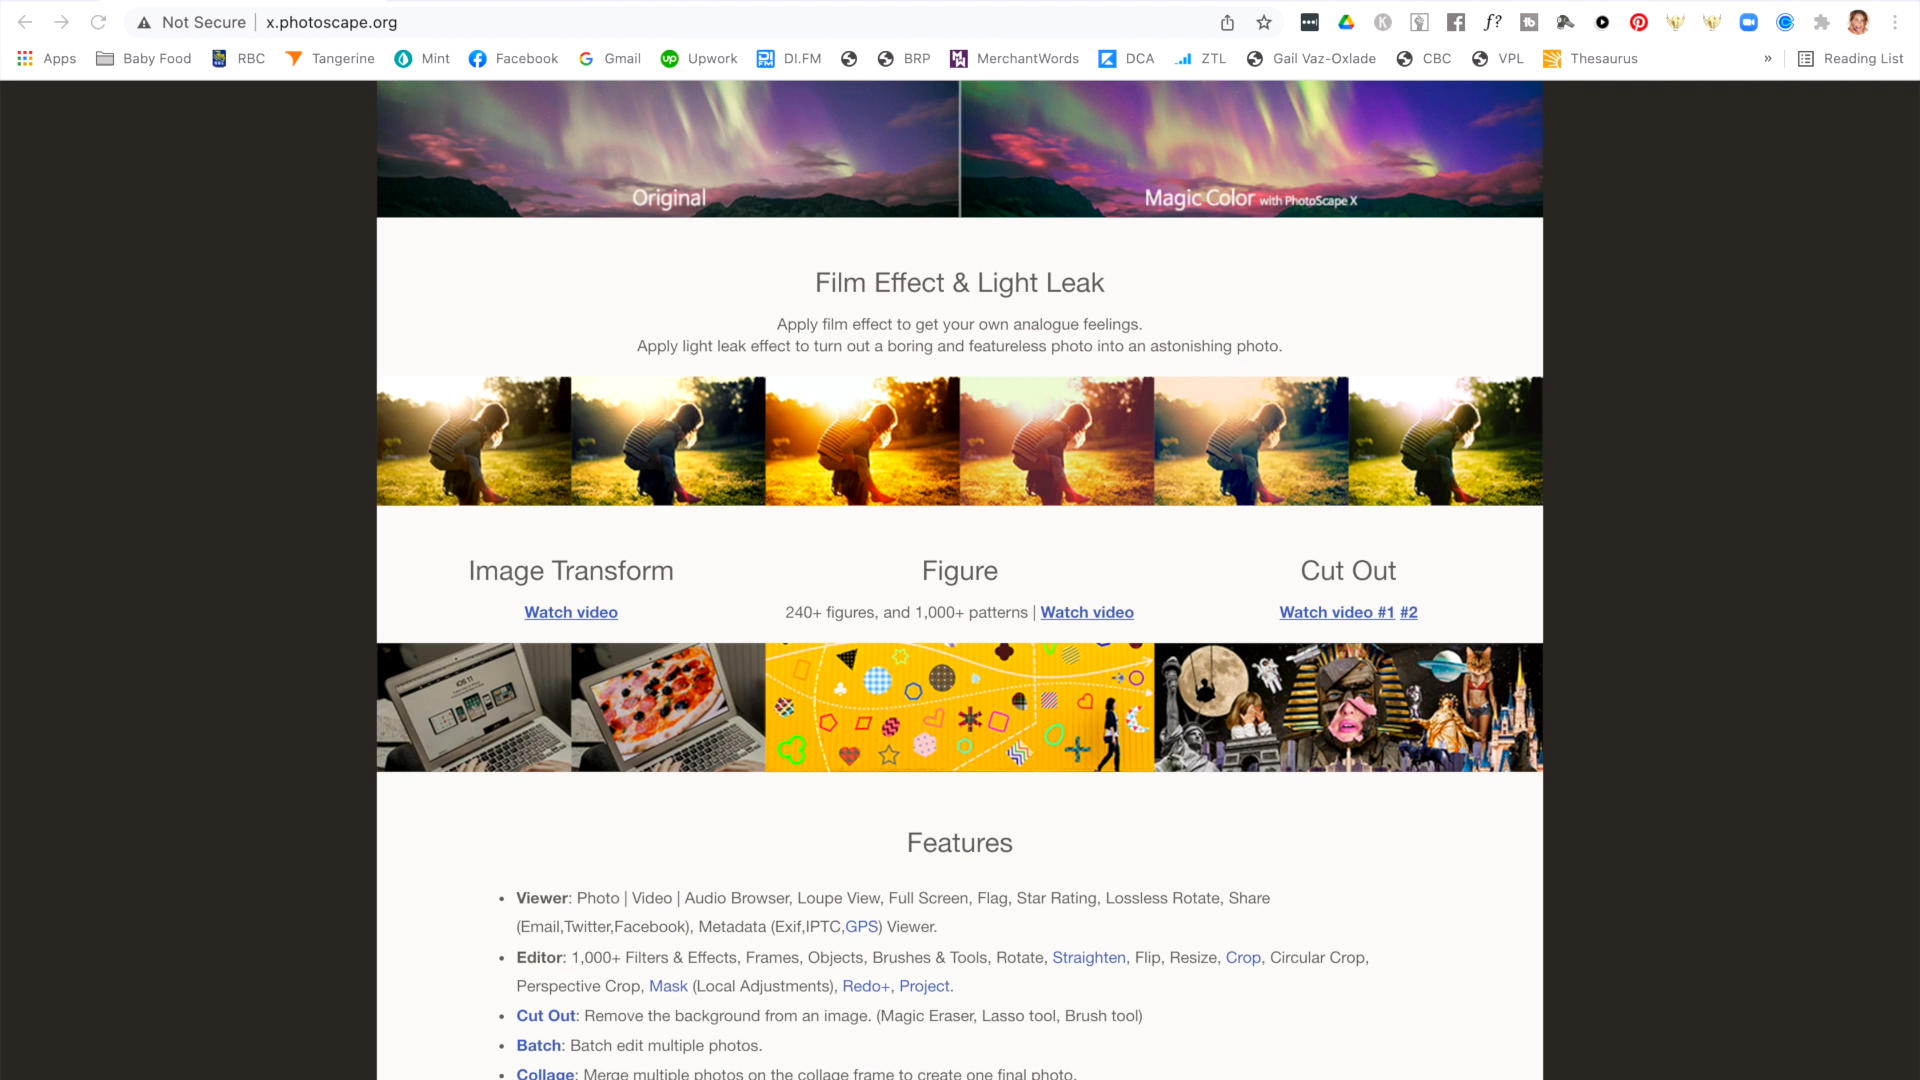 Not Secure
x.photoscape.org
Apps
Baby Food
RBC
Tangerine
Mint
Facebook
Gmail
Upwork
DI.FM
BRP
MerchantWords
DCA
ZTL
Gail Vaz-Oxlade
CBC
VPL
Thesaurus
»
Reading List
Original
Magic Color with PhotoScape X
Film Effect & Light Leak
Apply film effect to get your own analogue feelings.
Apply light leak effect to turn out a boring and featureless photo into an astonishing photo.
Image Transform
Watch video
Figure
240+ figures, and 1,000+ patterns | Watch video
Cut Out
Watch video #1 #2
iOS 11
Features
• Viewer: Photo | Video | Audio Browser, Loupe View, Full Screen, Flag, Star Rating, Lossless Rotate, Share
(Email,Twitter,Facebook), Metadata (Exif,IPTC,GPS) Viewer.
• Editor: 1,000+ Filters & Effects, Frames, Objects, Brushes & Tools, Rotate, Straighten, Flip, Resize, Crop, Circular Crop,
Perspective Crop, Mask (Local Adjustments), Redo+, Project.
• Cut Out: Remove the background from an image. (Magic Eraser, Lasso tool, Brush tool)
• Batch: Batch edit multiple photos.
• Collage: Merge multiple photos on the collage frame to create one final photo.